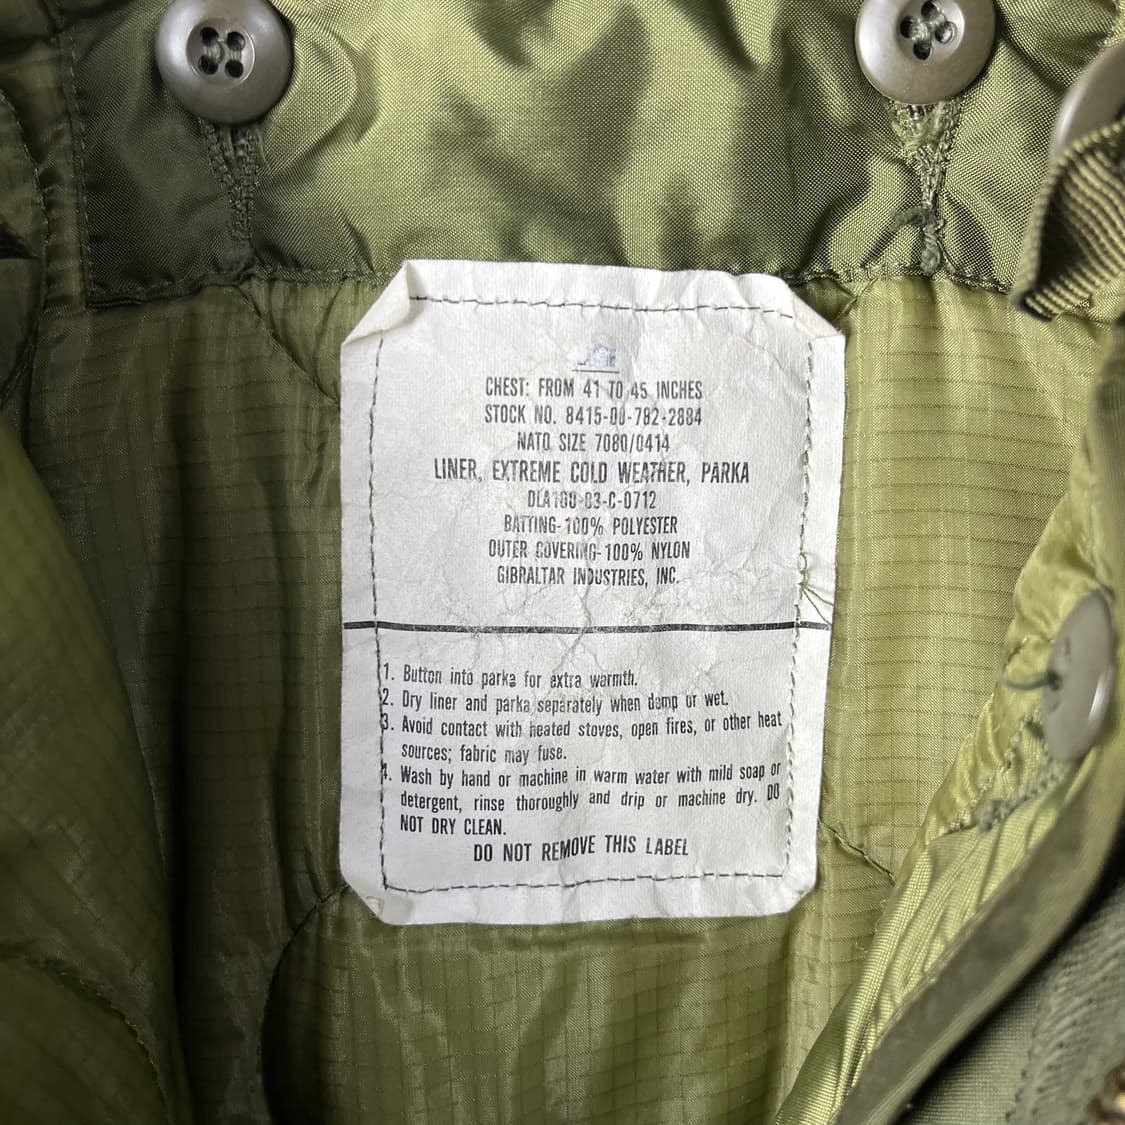 CHEST: FROM 41 TO 45 INCHES
STOCK NO. 8415-00-782-2884
NATO SIZE 7080/0414
LINER, EXTREME COLD WEATHER, PARKA
DLA100-83-C-0712
BATTING-100% POLYESTER
OUTER COVERING-100% NYLON
GIBRALTAR INDUSTRIES, INC.
1. Button into parka for extra warmth.
2. Dry liner and parka separately when damp or wet.
3. Avoid contact with heated stoves, open fires, or other heat
sources; fabric may fuse.
4. Wash by hand or machine in warm water with mild soap or
detergent, rinse thoroughly and drip or machine dry. DO
NOT DRY CLEAN.
DO NOT REMOVE THIS LABEL